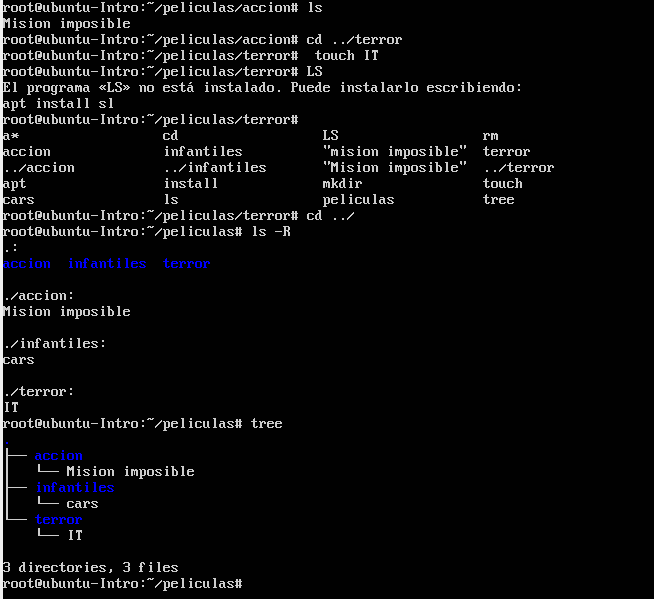 root@ubuntu-Intro:~/peliculas/accion# ls
Mision imposible
root@ubuntu-Intro:~/peliculas/accion# cd ../terror
root@ubuntu-Intro:~/peliculas/terror#  touch IT
root@ubuntu-Intro:~/peliculas/terror# LS
El programa «LS» no está instalado. Puede instalarlo escribiendo:
apt install sl
root@ubuntu-Intro:~/peliculas/terror#
a*                  cd                  LS                  rm
accion              infantiles          "mision imposible"  terror
../accion           ../infantiles       "Mision imposible"  ../terror
apt                 install             mkdir               touch
cars                ls                  peliculas           tree
root@ubuntu-Intro:~/peliculas/terror# cd ../
root@ubuntu-Intro:~/peliculas# ls -R
.:
accion  infantiles  terror
./accion:
Mision imposible
./infantiles:
cars
./terror:
IT
root@ubuntu-Intro:~/peliculas# tree
.
├── accion
│   └── Mision imposible
├── infantiles
│   └── cars
└── terror
    └── IT
3 directories, 3 files
root@ubuntu-Intro:~/peliculas#